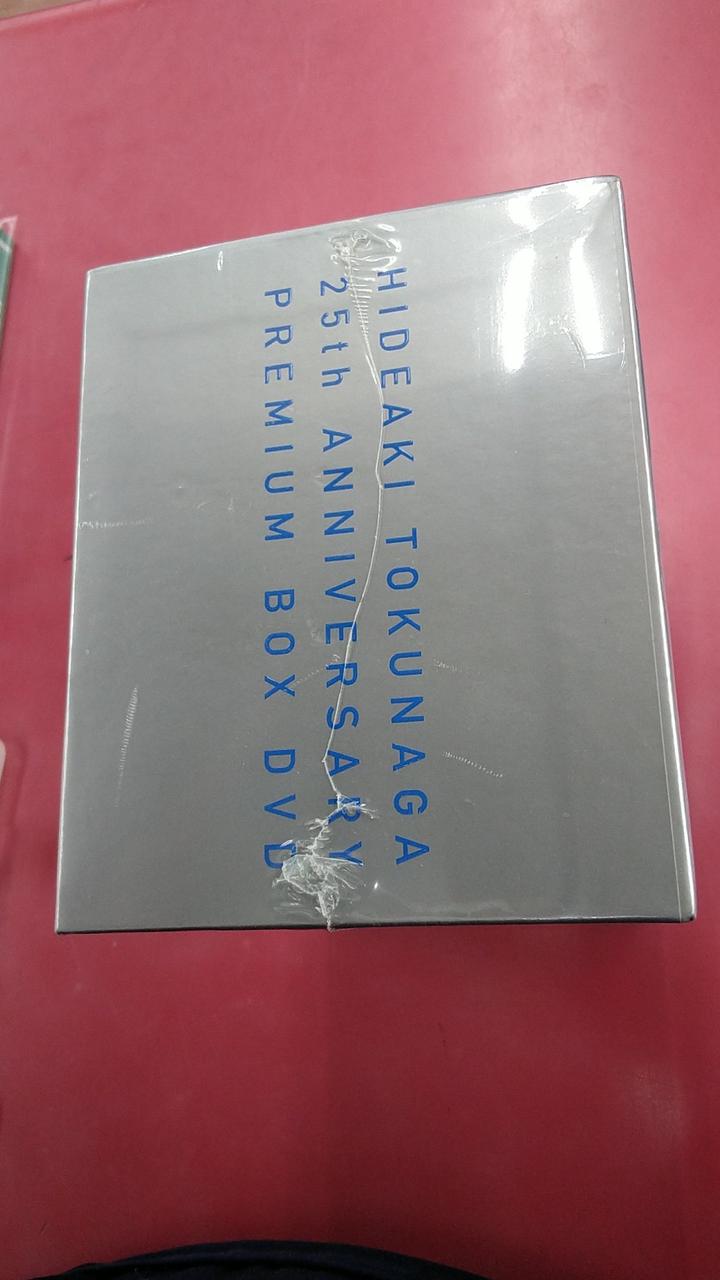 HIDEAKI TOKUNAGA
25th ANNIVERSARY
PREMIUM BOX DVD